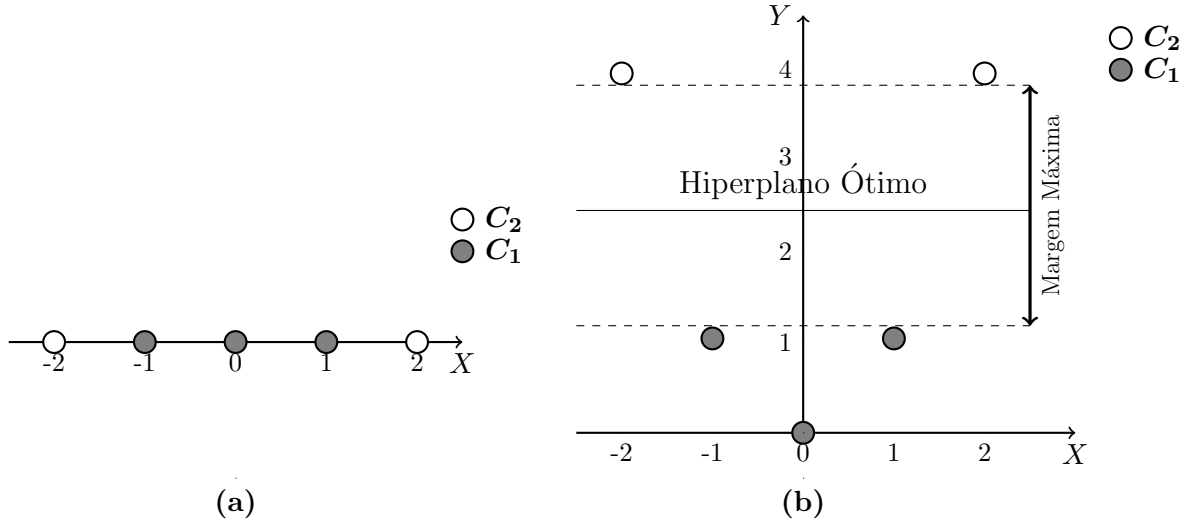 C₂
C₁
-2 -1 0 1 2 X
(a)
Y
4
3
2
1
Hiperplano Ótimo
Margem Máxima
C₂
C₁
-2 -1 0 1 2 X
(b)